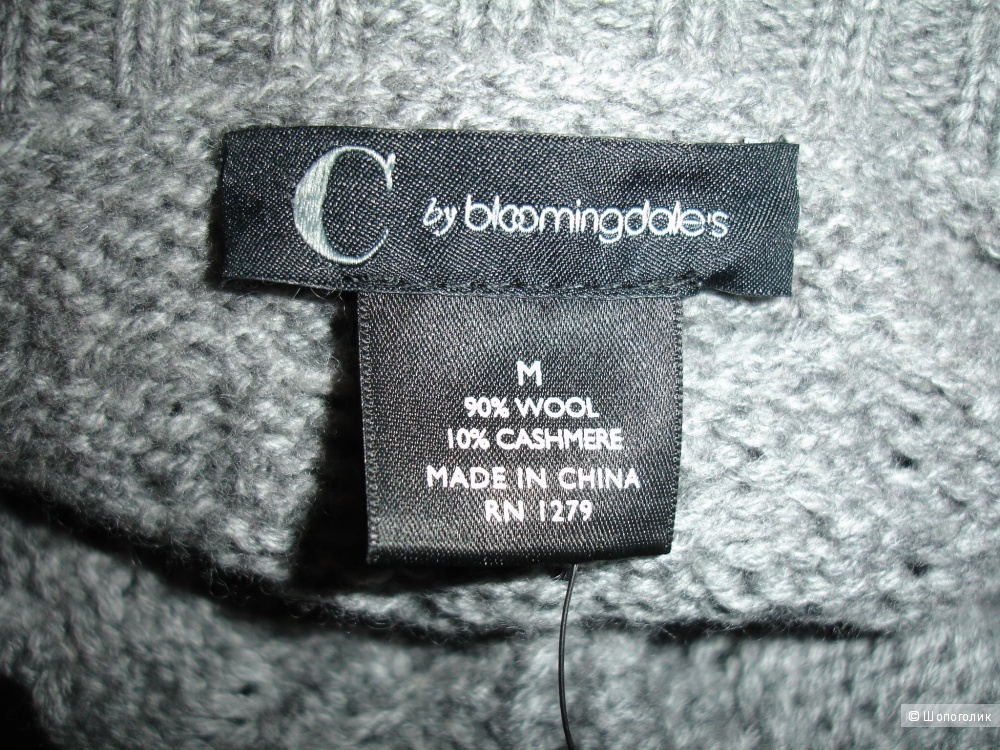 C by bloomingdale's
M
90% WOOL
10% CASHMERE
MADE IN CHINA
RN 1279
© Шопоголик